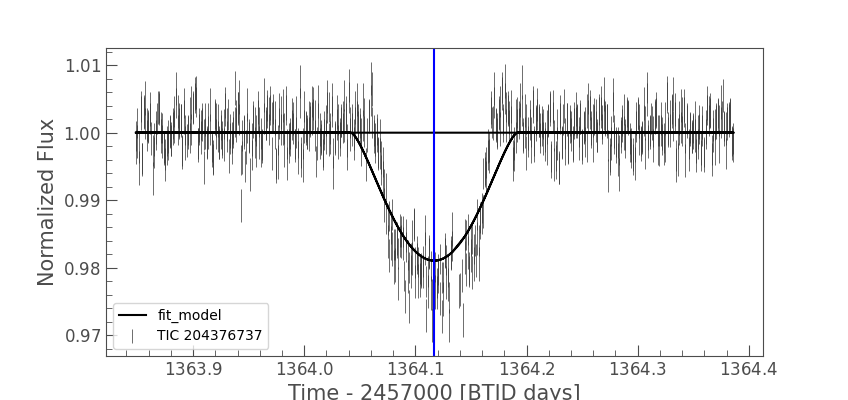 Normalized Flux
1.01
1.00
0.99
0.98
0.97
fit_model
TIC 204376737
1363.9 1364.0 1364.1 1364.2 1364.3 1364.4
Time - 2457000 [BTJD days]